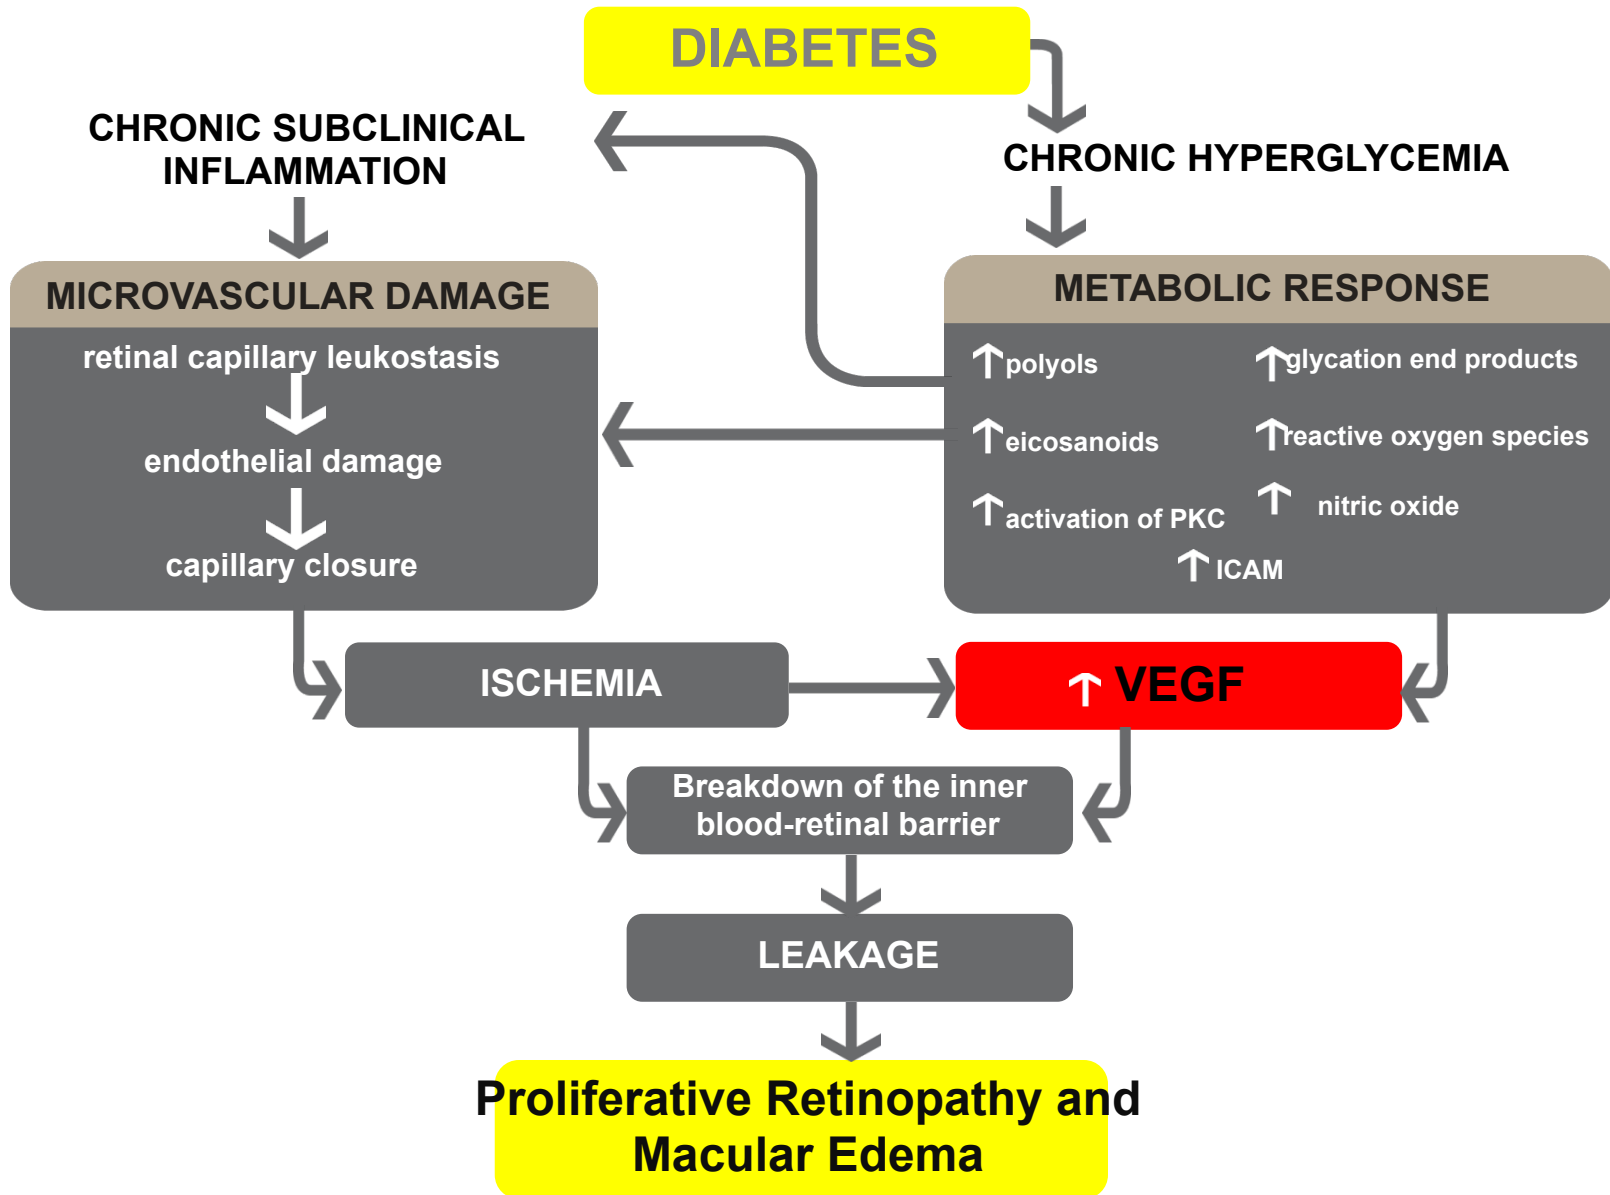 DIABETES
CHRONIC SUBCLINICAL
INFLAMMATION
CHRONIC HYPERGLYCEMIA
MICROVASCULAR DAMAGE
retinal capillary leukostasis
endothelial damage
capillary closure
METABOLIC RESPONSE
↑polyols
↑glycation end products
↑eicosanoids
↑reactive oxygen species
↑activation of PKC
↑ nitric oxide
↑ ICAM
ISCHEMIA
↑ VEGF
Breakdown of the inner
blood-retinal barrier
LEAKAGE
Proliferative Retinopathy and
Macular Edema